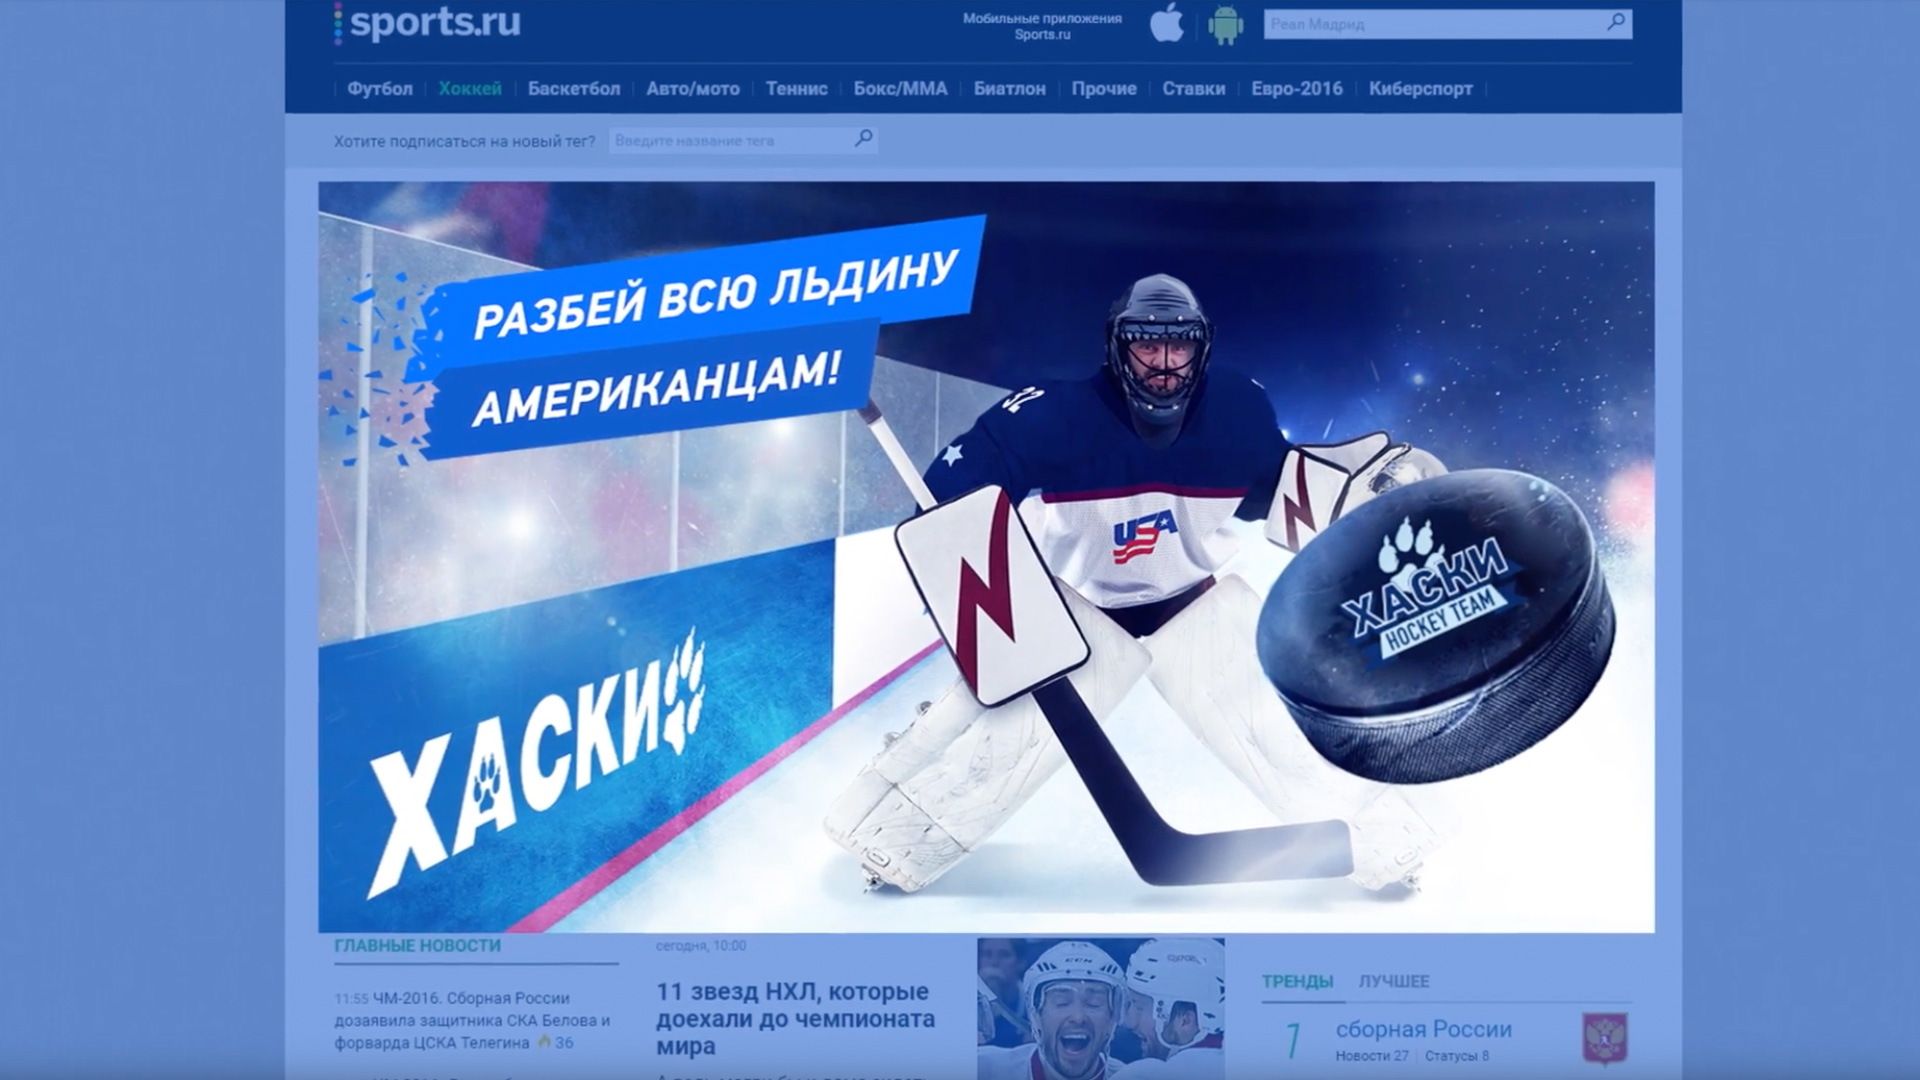 sports.ru
Мобильные приложения
Sports.ru
Реал Мадрид
Футбол
Хоккей
Баскетбол
Авто/мото
Теннис
Бокс/ММА
Биатлон
Прочие
Ставки
Евро-2016
Киберспорт
Хотите подписаться на новый тег?
Введите название тега
РАЗБЕЙ ВСЮ ЛЬДИНУ
АМЕРИКАНЦАМ!
32
USA
ХАСКИ
HOCKEY TEAM
ХАСКИ
ГЛАВНЫЕ НОВОСТИ
11:55 ЧМ-2016. Сборная России
дозаявила защитника СКА Белова и
форварда ЦСКА Телегина 36
сегодня, 10:00
11 звезд НХЛ, которые
доехали до чемпионата
мира
CCM
ТРЕНДЫ
ЛУЧШЕЕ
1
сборная России
Новости 27
Статусы 8